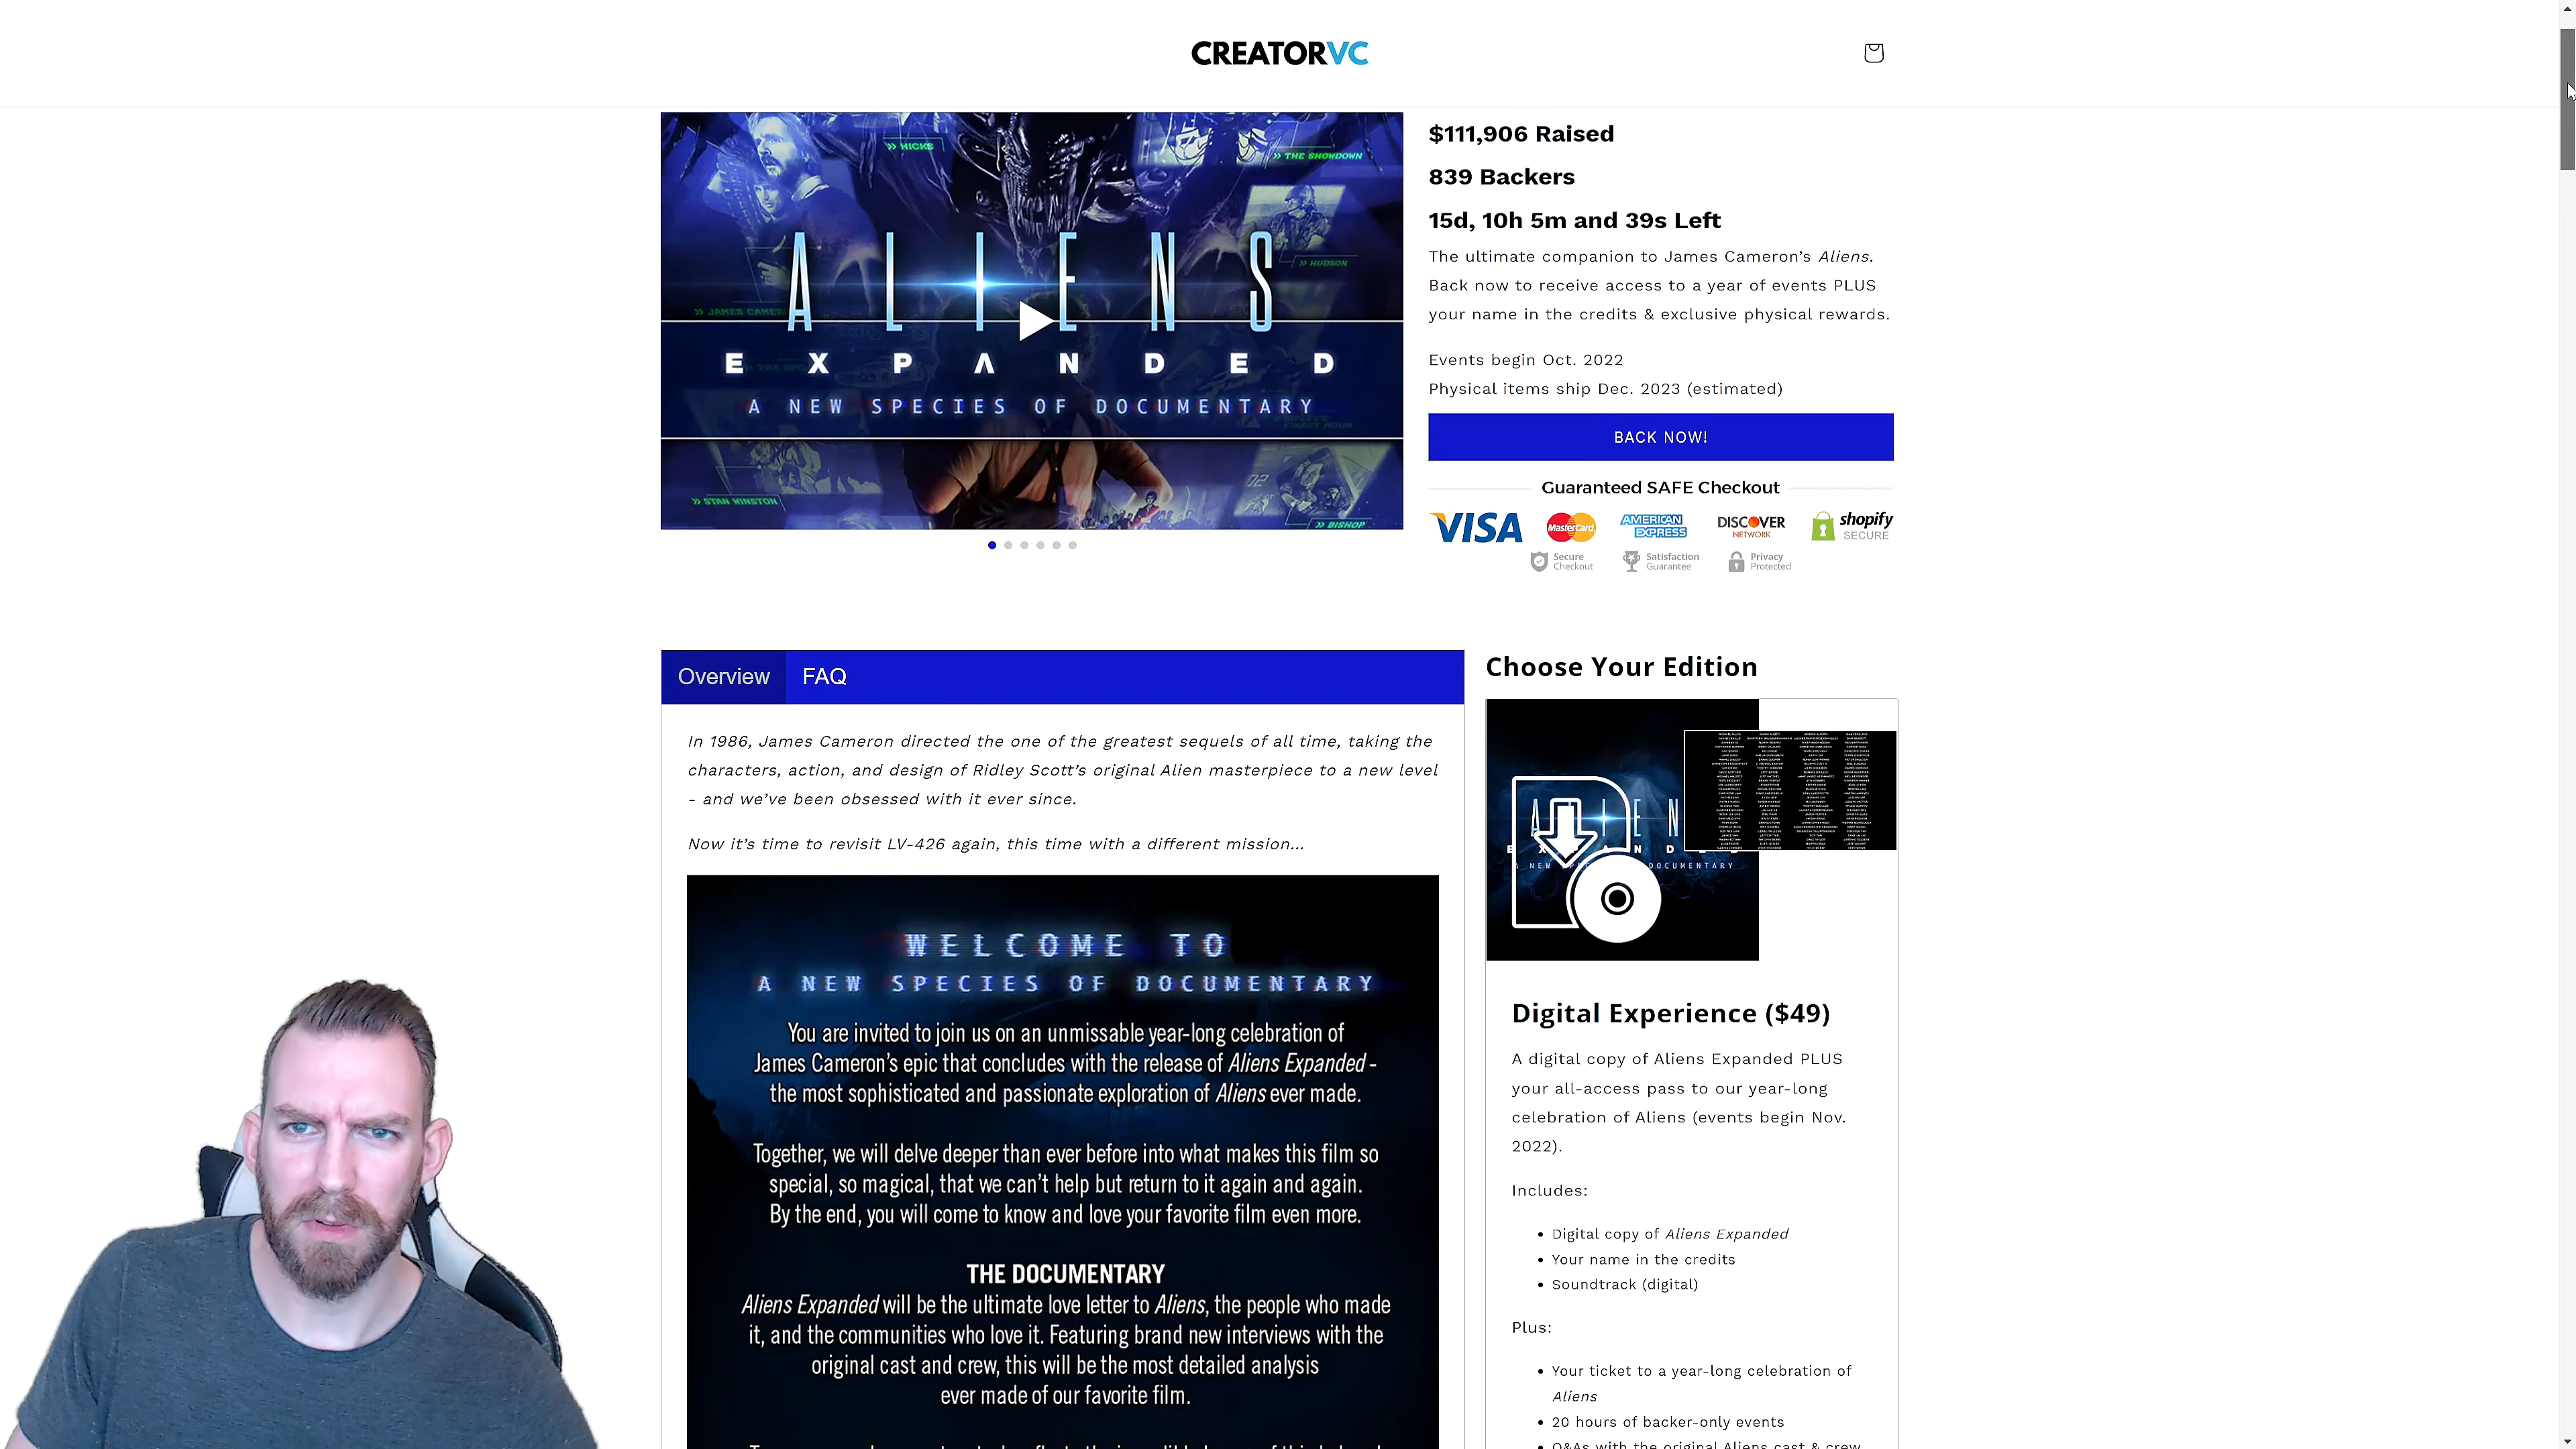 CREATORVC
$111,906 Raised
839 Backers
15d, 10h 5m and 39s Left
The ultimate companion to James Cameron’s Aliens.
Back now to receive access to a year of events PLUS
your name in the credits & exclusive physical rewards.
Events begin Oct. 2022
Physical items ship Dec. 2023 (estimated)
BACK NOW!
Guaranteed SAFE Checkout
VISA MasterCard AMERICAN EXPRESS DISCOVER NETWORK shopify SECURE
Secure Checkout Satisfaction Guarantee Privacy Protected
>> HICKS
>> THE SHOWDOWN
>> HUDSON
>> JAMES CAMER
ALIENS
EXPANDED
A NEW SPECIES OF DOCUMENTARY
>> STAN WINSTON
>> BISHOP
Overview FAQ
In 1986, James Cameron directed the one of the greatest sequels of all time, taking the
characters, action, and design of Ridley Scott’s original Alien masterpiece to a new level
- and we’ve been obsessed with it ever since.
Now it’s time to revisit LV-426 again, this time with a different mission...
WELCOME TO
A NEW SPECIES OF DOCUMENTARY
You are invited to join us on an unmissable year-long celebration of
James Cameron’s epic that concludes with the release of Aliens Expanded -
the most sophisticated and passionate exploration of Aliens ever made.
Together, we will delve deeper than ever before into what makes this film so
special, so magical, that we can’t help but return to it again and again.
By the end, you will come to know and love your favorite film even more.
THE DOCUMENTARY
Aliens Expanded will be the ultimate love letter to Aliens, the people who made
it, and the communities who love it. Featuring brand new interviews with the
original cast and crew, this will be the most detailed analysis
ever made of our favorite film.
Choose Your Edition
Digital Experience ($49)
A digital copy of Aliens Expanded PLUS
your all-access pass to our year-long
celebration of Aliens (events begin Nov.
2022).
Includes:
• Digital copy of Aliens Expanded
• Your name in the credits
• Soundtrack (digital)
Plus:
• Your ticket to a year-long celebration of
Aliens
• 20 hours of backer-only events
• Q&As with the original Aliens cast & crew